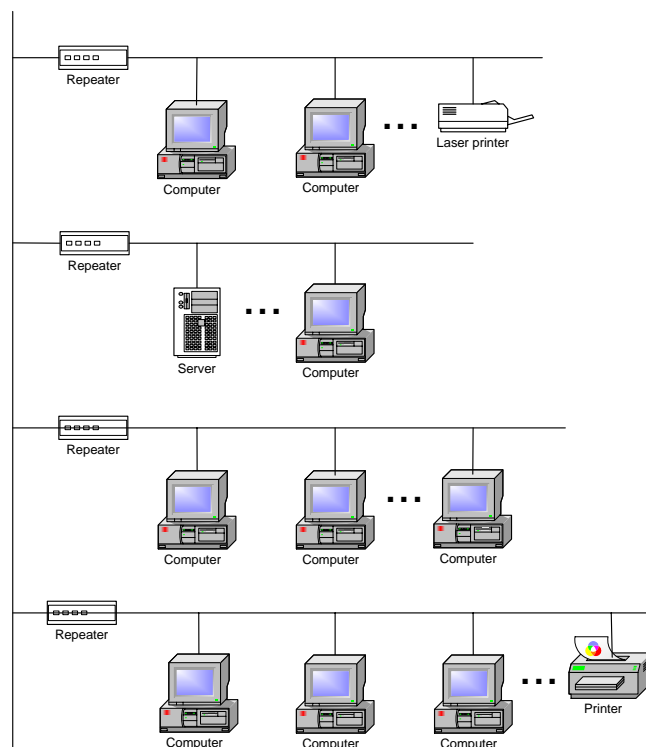 Repeater
Laser printer
Computer
Computer
Repeater
Server
Computer
Repeater
Computer
Computer
Computer
Repeater
Printer
Computer
Computer
Computer